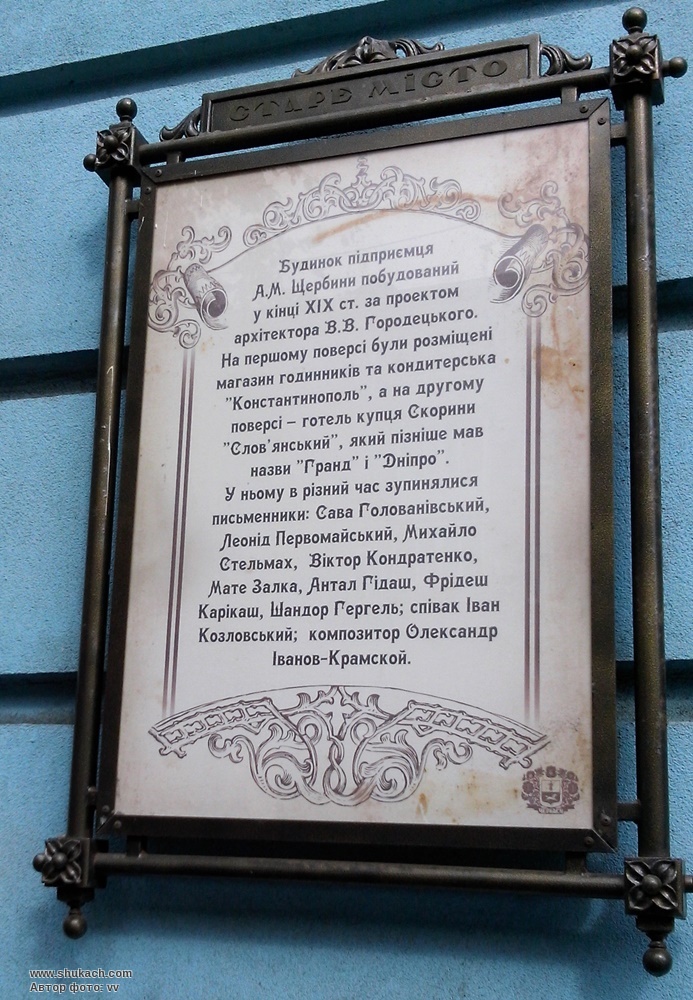 СТАРЕ МІСТО
Будинок підприємця
А.М. Щербини побудований
у кінці XIX ст. за проектом
архітектора В.В. Городецького.
На першому поверсі були розміщені
магазин годинників та кондитерська
"Константинополь", а на другому
поверсі – готель купця Скорини
"Слов'янський", який пізніше мав
назви "Гранд" і "Дніпро".
У ньому в різний час зупинялися
письменники: Сава Голованівський,
Леонід Первомайський, Михайло
Стельмах, Віктор Кондратенко,
Мате Залка, Антал Гідаш, Фрідеш
Карікаш, Шандор Гергель; співак Іван
Козловський; композитор Олександр
Іванов-Крамской.
ЧЕРКАСИ
www.shukach.com
Автор фото: vv